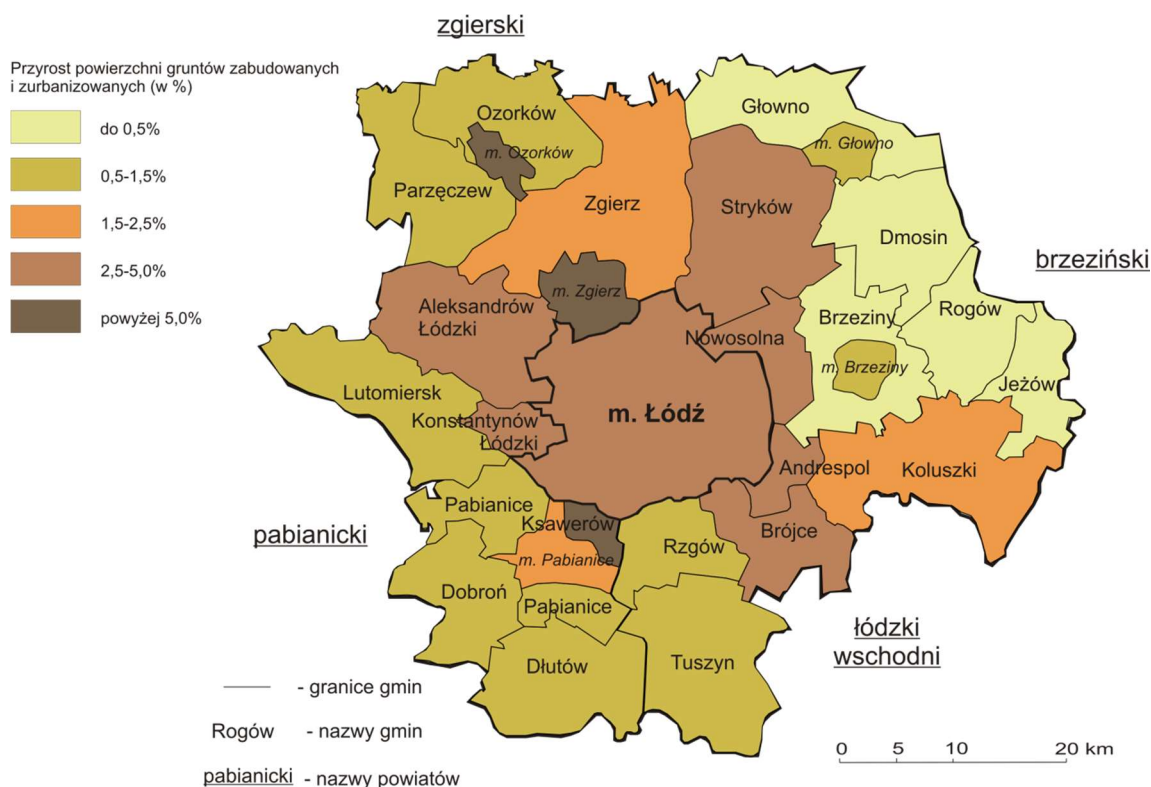 zgierski
Przyrost powierzchni gruntów zabudowanych
i zurbanizowanych (w %)
do 0,5%
0,5-1,5%
1,5-2,5%
2,5-5,0%
powyżej 5,0%
Ozorków
m. Ozorków
Parzęczew
Zgierz
m. Zgierz
Głowno
m. Głowno
Stryków
Dmosin
brzeziński
Aleksandrów
Łódzki
Nowosolna
Brzeziny
m. Brzeziny
Rogów
Jeżów
Lutomiersk
Konstantynów
Łódzki
m. Łódź
Andrespol
Koluszki
Pabianice
Ksawerów
m. Pabianice
Rzgów
Brójce
pabianicki
Dobroń
Pabianice
Dłutów
Tuszyn
łódzki
wschodni
- granice gmin
Rogów - nazwy gmin
pabianicki - nazwy powiatów
0 5 10 20 km